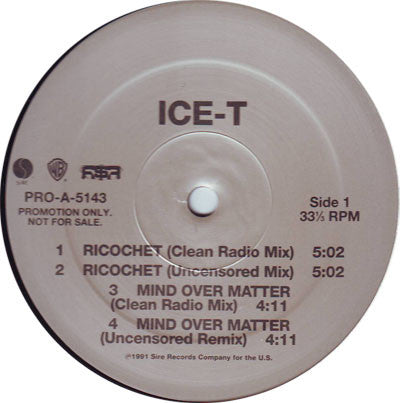 ICE-T
SIRE
PRO-A-5143
PROMOTION ONLY.
NOT FOR SALE.
Side 1
33⅓ RPM
1 RICOCHET (Clean Radio Mix) 5:02
2 RICOCHET (Uncensored Mix) 5:02
3 MIND OVER MATTER
(Clean Radio Mix) 4:11
4 MIND OVER MATTER
(Uncensored Remix) 4:11
℗1991 Sire Records Company for the U.S.